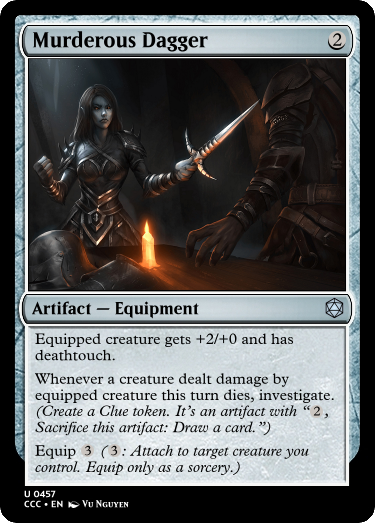 Murderous Dagger 2
Artifact — Equipment
Equipped creature gets +2/+0 and has
deathtouch.
Whenever a creature dealt damage by
equipped creature this turn dies, investigate.
(Create a Clue token. It's an artifact with “2,
Sacrifice this artifact: Draw a card.”)
Equip 3 (3: Attach to target creature you
control. Equip only as a sorcery.)
U 0457
CCC • EN Vu Nguyen